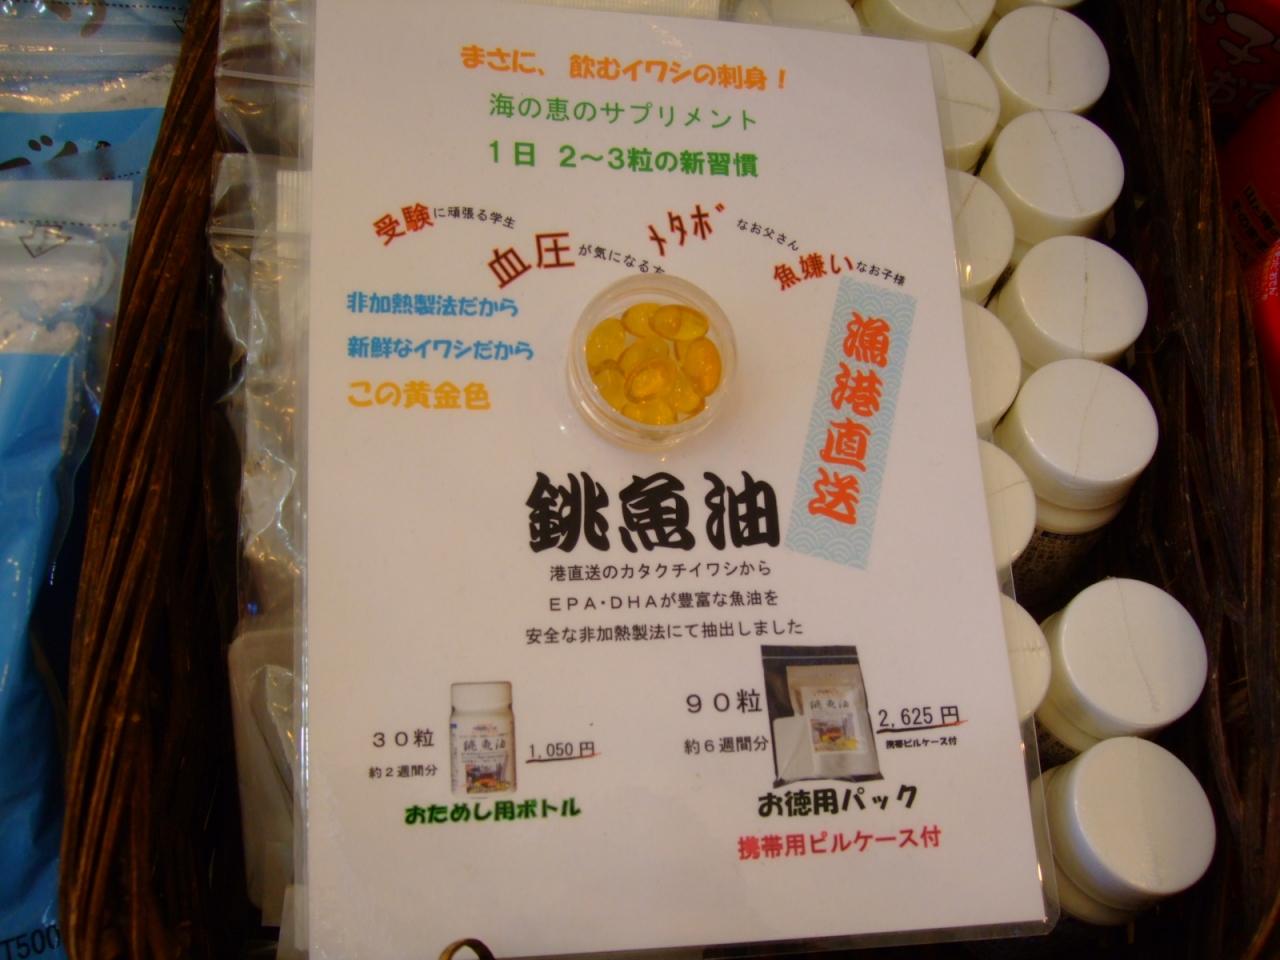 まさに、飲むイワシの刺身！
海の恵のサプリメント
1日 2～3粒の新習慣
受験に頑張る学生
血圧が気になる方
メタボなお父さん
魚嫌いなお子様
非加熱製法だから
新鮮なイワシだから
この黄金色
漁港直送
銚魚油
港直送のカタクチイワシから
ＥＰＡ・ＤＨＡが豊富な魚油を
安全な非加熱製法にて抽出しました
３０粒
約２週間分
銚魚油
1,050円
おためし用ボトル
９０粒
約６週間分
銚魚油
2,625円
携帯ピルケース付
お徳用パック
携帯用ピルケース付
T500